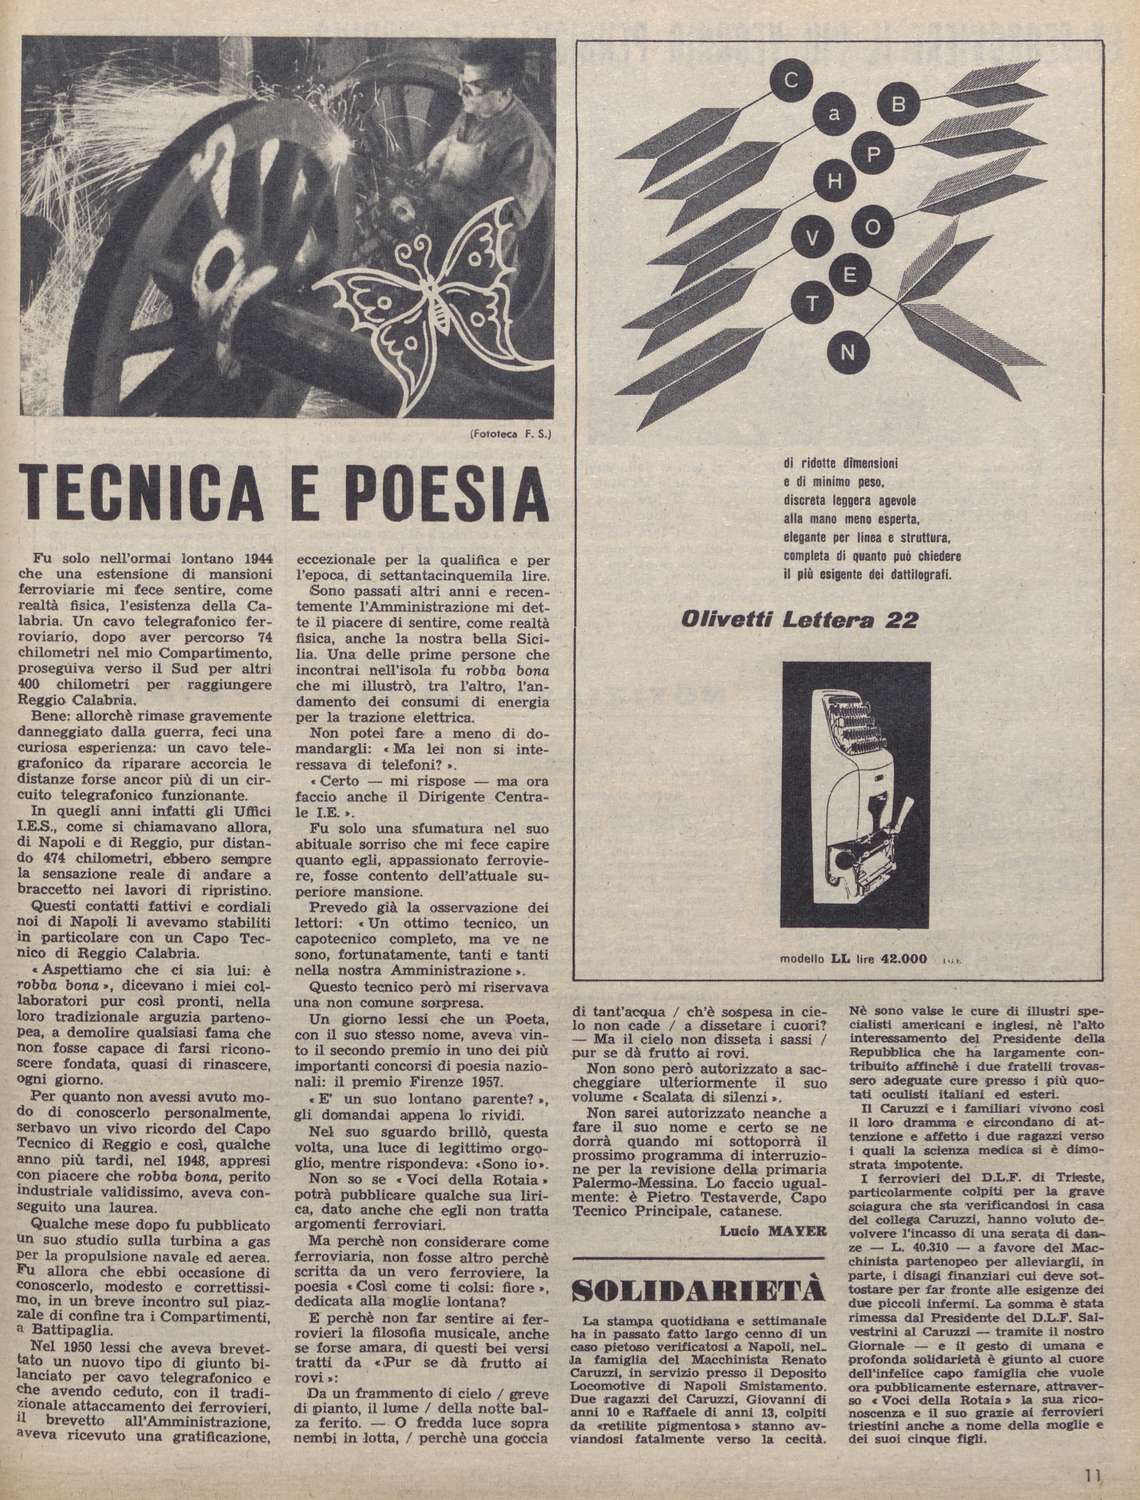 (Fototeca F. S.)
TECNICA E POESIA
Fu solo nell'ormai lontano 1944
che una estensione di mansioni
ferroviarie mi fece sentire, come
realtà fisica, l'esistenza della Ca-
labria. Un cavo telegrafonico fer-
roviario, dopo aver percorso 74
chilometri nel mio Compartimento,
proseguiva verso il Sud per altri
400 chilometri per raggiungere
Reggio Calabria.
Bene: allorchè rimase gravemente
danneggiato dalla guerra, feci una
curiosa esperienza: un cavo tele-
grafonico da riparare accorcia le
distanze forse ancor più di un cir-
cuito telegrafonico funzionante.
In quegli anni infatti gli Uffici
I.E.S., come si chiamavano allora,
di Napoli e di Reggio, pur distan-
do 474 chilometri, ebbero sempre
la sensazione reale di andare a
braccetto nei lavori di ripristino.
Questi contatti fattivi e cordiali
noi di Napoli li avevamo stabiliti
in particolare con un Capo Tec-
nico di Reggio Calabria.
« Aspettiamo che ci sia lui: è
robba bona », dicevano i miei col-
laboratori pur così pronti, nella
loro tradizionale arguzia parteno-
pea, a demolire qualsiasi fama che
non fosse capace di farsi ricono-
scere fondata, quasi di rinascere,
ogni giorno.
Per quanto non avessi avuto mo-
do di conoscerlo personalmente,
serbavo un vivo ricordo del Capo
Tecnico di Reggio e così, qualche
anno più tardi, nel 1948, appresi
con piacere che robba bona, perito
industriale validissimo, aveva con-
seguito una laurea.
Qualche mese dopo fu pubblicato
un suo studio sulla turbina a gas
per la propulsione navale ed aerea.
Fu allora che ebbi occasione di
conoscerlo, modesto e correttissi-
mo, in un breve incontro sul piaz-
zale di confine tra i Compartimenti,
a Battipaglia.
Nel 1950 lessi che aveva brevet-
tato un nuovo tipo di giunto bi-
lanciato per cavo telegrafonico e
che avendo ceduto, con il tradi-
zionale attaccamento dei ferrovieri,
il brevetto all'Amministrazione,
aveva ricevuto una gratificazione,
eccezionale per la qualifica e per
l'epoca, di settantacinquemila lire.
Sono passati altri anni e recen-
temente l'Amministrazione mi det-
te il piacere di sentire, come realtà
fisica, anche la nostra bella Sici-
lia. Una delle prime persone che
incontrai nell'isola fu robba bona
che mi illustrò, tra l'altro, l'an-
damento dei consumi di energia
per la trazione elettrica.
Non potei fare a meno di do-
mandargli: « Ma lei non si inte-
ressava di telefoni? ».
« Certo — mi rispose — ma ora
faccio anche il Dirigente Centra-
le I.E. ».
Fu solo una sfumatura nel suo
abituale sorriso che mi fece capire
quanto egli, appassionato ferrovie-
re, fosse contento dell'attuale su-
periore mansione.
Prevedo già la osservazione dei
lettori: « Un ottimo tecnico, un
capotecnico completo, ma ve ne
sono, fortunatamente, tanti e tanti
nella nostra Amministrazione ».
Questo tecnico però mi riservava
una non comune sorpresa.
Un giorno lessi che un Poeta,
con il suo stesso nome, aveva vin-
to il secondo premio in uno dei più
importanti concorsi di poesia nazio-
nali: il premio Firenze 1957.
« E' un suo lontano parente? »,
gli domandai appena lo rividi.
Nel suo sguardo brillò, questa
volta, una luce di legittimo orgo-
glio, mentre rispondeva: «Sono io».
Non so se « Voci della Rotaia »
potrà pubblicare qualche sua liri-
ca, dato anche che egli non tratta
argomenti ferroviari.
Ma perchè non considerare come
ferroviaria, non fosse altro perchè
scritta da un vero ferroviere, la
poesia « Così come ti colsi: fiore »,
dedicata alla moglie lontana?
E perchè non far sentire ai fer-
rovieri la filosofia musicale, anche
se forse amara, di questi bei versi
tratti da «Pur se dà frutto ai
rovi »:
Da un frammento di cielo / greve
di pianto, il lume / della notte bal-
za ferito. — O fredda luce sopra
nembi in lotta, / perchè una goccia
di tant'acqua / ch'è sospesa in cie-
lo non cade / a dissetare i cuori?
— Ma il cielo non disseta i sassi /
pur se dà frutto ai rovi.
Non sono però autorizzato a sac-
cheggiare ulteriormente il suo
volume « Scalata di silenzi ».
Non sarei autorizzato neanche a
fare il suo nome e certo se ne
dorrà quando mi sottoporrà il
prossimo programma di interruzio-
ne per la revisione della primaria
Palermo-Messina. Lo faccio ugual-
mente: è Pietro Testaverde, Capo
Tecnico Principale, catanese.
Lucio MAYER
SOLIDARIETÀ
La stampa quotidiana e settimanale
ha in passato fatto largo cenno di un
caso pietoso verificatosi a Napoli, nel-
la famiglia del Macchinista Renato
Caruzzi, in servizio presso il Deposito
Locomotive di Napoli Smistamento.
Due ragazzi del Caruzzi, Giovanni di
anni 10 e Raffaele di anni 13, colpiti
da «retilite pigmentosa» stanno av-
viandosi fatalmente verso la cecità.
Nè sono valse le cure di illustri spe-
cialisti americani e inglesi, nè l'alto
interessamento del Presidente della
Repubblica che ha largamente con-
tribuito affinchè i due fratelli trovas-
sero adeguate cure presso i più quo-
tati oculisti italiani ed esteri.
Il Caruzzi e i familiari vivono così
il loro dramma e circondano di at-
tenzione e affetto i due ragazzi verso
i quali la scienza medica si è dimo-
strata impotente.
I ferrovieri del D.L.F. di Trieste,
particolarmente colpiti per la grave
sciagura che sta verificandosi in casa
del collega Caruzzi, hanno voluto de-
volvere l'incasso di una serata di dan-
ze — L. 40.310 — a favore del Mac-
chinista partenopeo per alleviargli, in
parte, i disagi finanziari cui deve sot-
tostare per far fronte alle esigenze dei
due piccoli infermi. La somma è stata
rimessa dal Presidente del D.L.F. Sal-
vestrini al Caruzzi — tramite il nostro
Giornale — e il gesto di umana e
profonda solidarietà è giunto al cuore
dell'infelice capo famiglia che vuole
ora pubblicamente esternare, attraver-
so « Voci della Rotaia » la sua rico-
noscenza e il suo grazie ai ferrovieri
triestini anche a nome della moglie e
dei suoi cinque figli.
C
a
B
P
H
V
O
E
T
N
di ridotte dimensioni
e di minimo peso,
discreta leggera agevole
alla mano meno esperta,
elegante per linea e struttura,
completa di quanto può chiedere
il più esigente dei dattilografi.
Olivetti Lettera 22
modello LL lire 42.000
11